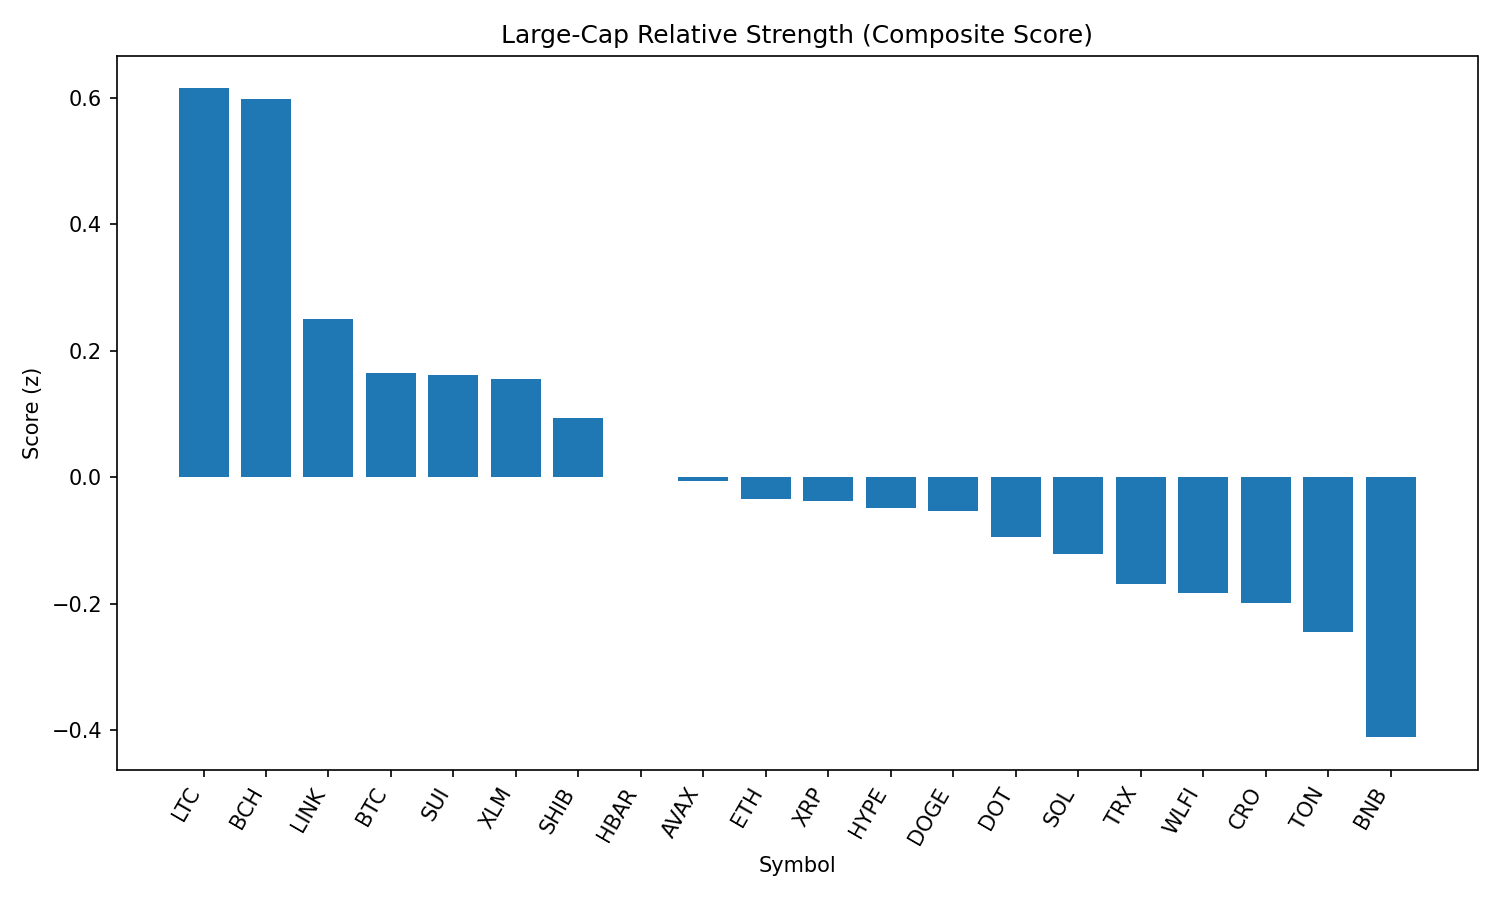 Large-Cap Relative Strength (Composite Score)
Score (z)
0.6
0.4
0.2
0.0
−0.2
−0.4
LTC
BCH
LINK
BTC
SUI
XLM
SHIB
HBAR
AVAX
ETH
XRP
HYPE
DOGE
DOT
SOL
TRX
WLFI
CRO
TON
BNB
Symbol